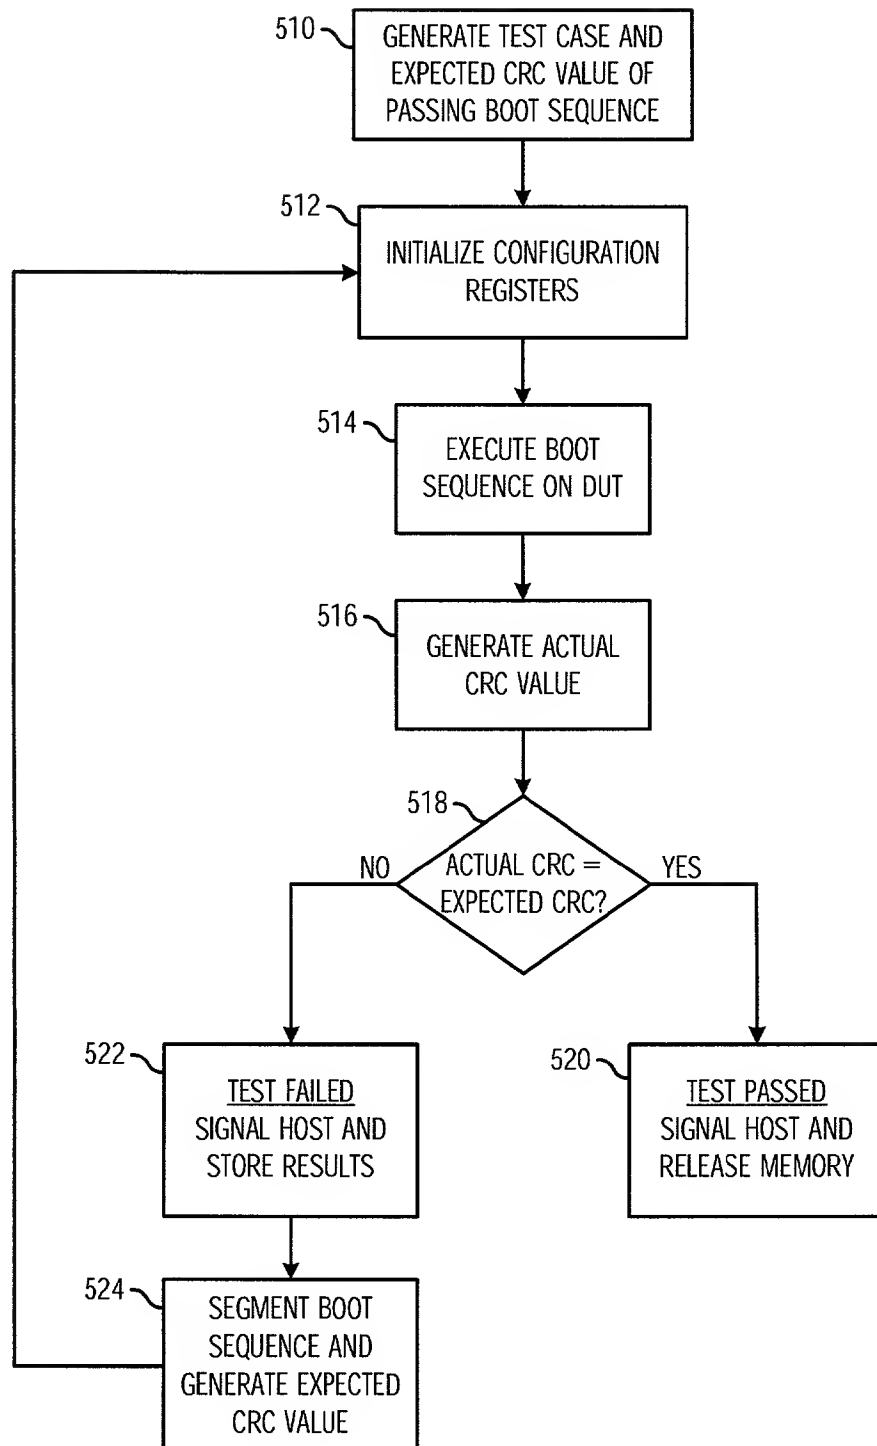 510
GENERATE TEST CASE AND
EXPECTED CRC VALUE OF
PASSING BOOT SEQUENCE
512
INITIALIZE CONFIGURATION
REGISTERS
514
EXECUTE BOOT
SEQUENCE ON DUT
516
GENERATE ACTUAL
CRC VALUE
518
NO
ACTUAL CRC =
EXPECTED CRC?
YES
522
TEST FAILED
SIGNAL HOST AND
STORE RESULTS
520
TEST PASSED
SIGNAL HOST AND
RELEASE MEMORY
524
SEGMENT BOOT
SEQUENCE AND
GENERATE EXPECTED
CRC VALUE